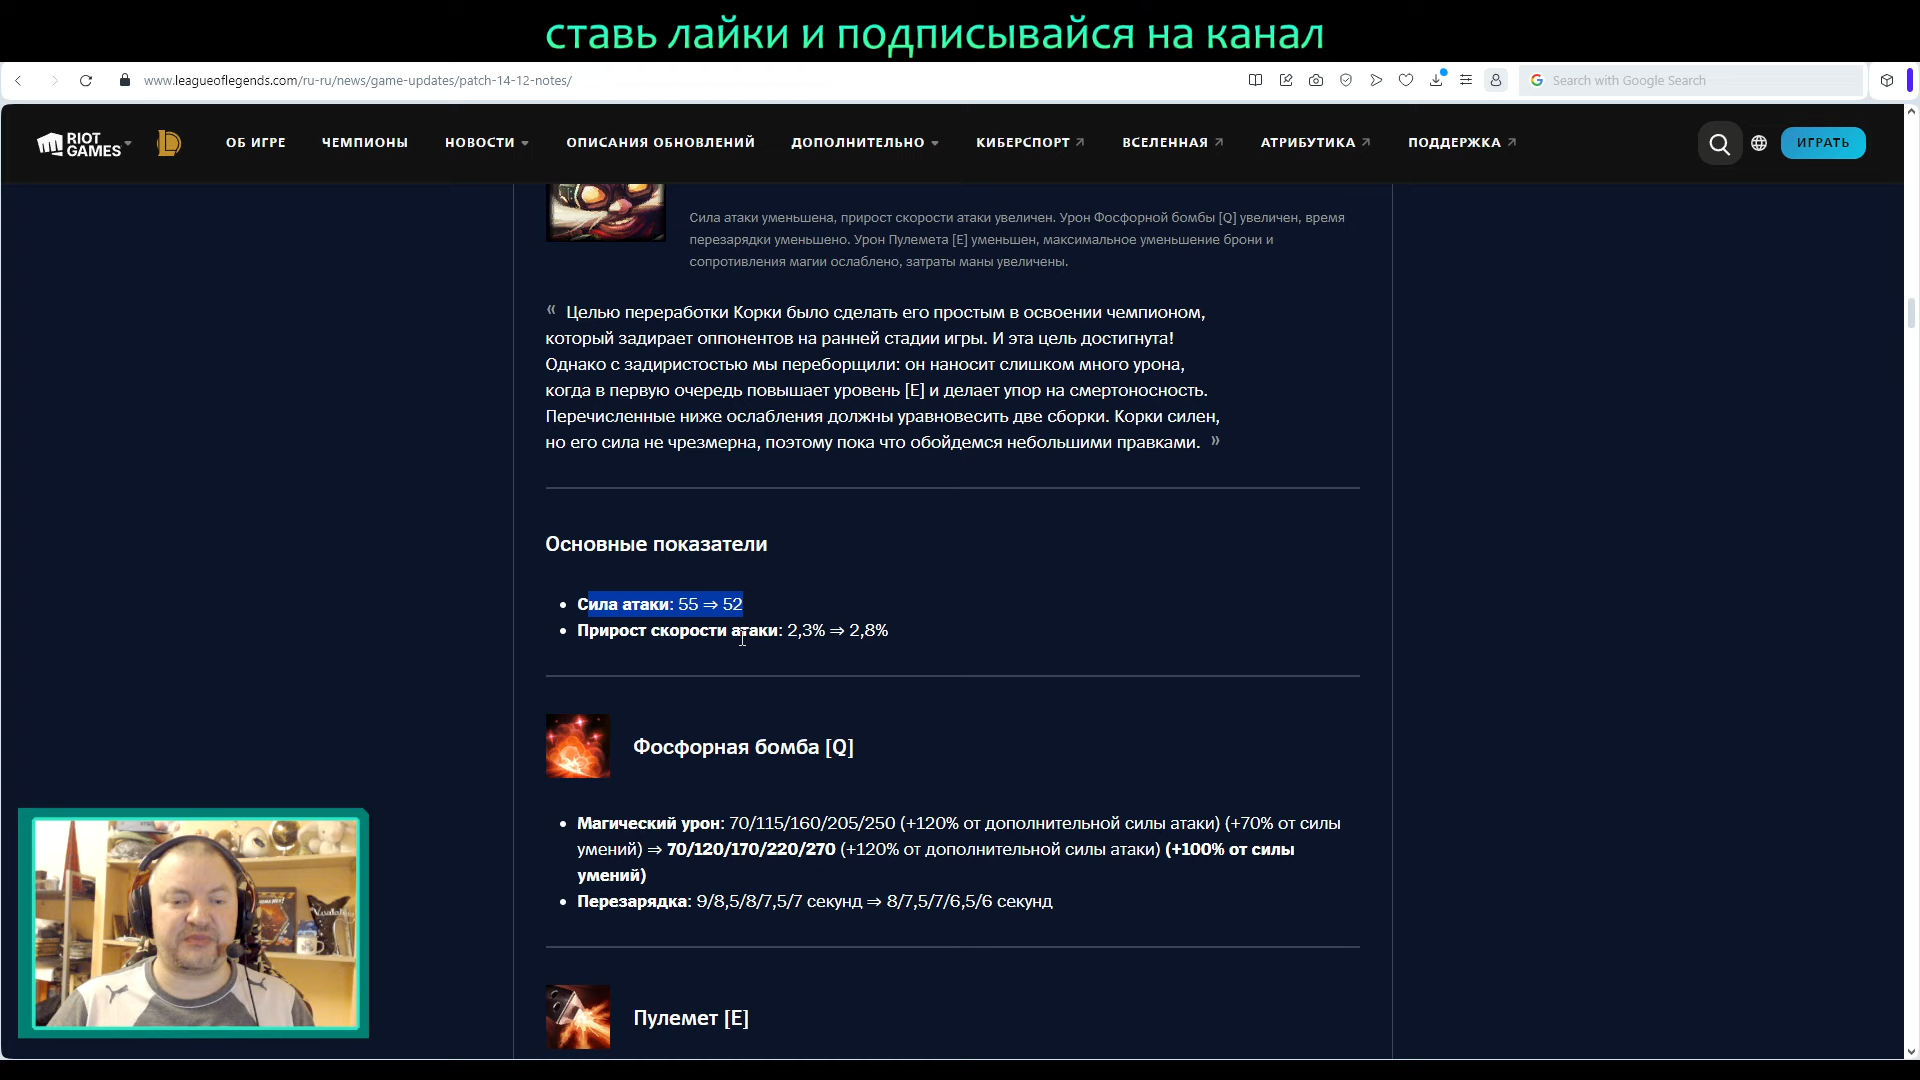 ставь лайки и подписывайся на канал
www.leagueoflegends.com/ru-ru/news/game-updates/patch-14-12-notes/
Search with Google Search
RIOT GAMES
ОБ ИГРЕ
ЧЕМПИОНЫ
НОВОСТИ
ОПИСАНИЯ ОБНОВЛЕНИЙ
ДОПОЛНИТЕЛЬНО
КИБЕРСПОРТ
ВСЕЛЕННАЯ
АТРИБУТИКА
ПОДДЕРЖКА
ИГРАТЬ
Сила атаки уменьшена, прирост скорости атаки увеличен. Урон Фосфорной бомбы [Q] увеличен, время
перезарядки уменьшено. Урон Пулемета [E] уменьшен, максимальное уменьшение брони и
сопротивления магии ослаблено, затраты маны увеличены.
« Целью переработки Корки было сделать его простым в освоении чемпионом,
который задирает оппонентов на ранней стадии игры. И эта цель достигнута!
Однако с задиристостью мы переборщили: он наносит слишком много урона,
когда в первую очередь повышает уровень [E] и делает упор на смертоносность.
Перечисленные ниже ослабления должны уравновесить две сборки. Корки силен,
но его сила не чрезмерна, поэтому пока что обойдемся небольшими правками. »
Основные показатели
• Сила атаки: 55 ⇒ 52
• Прирост скорости атаки: 2,3% ⇒ 2,8%
Фосфорная бомба [Q]
• Магический урон: 70/115/160/205/250 (+120% от дополнительной силы атаки) (+70% от силы
умений) ⇒ 70/120/170/220/270 (+120% от дополнительной силы атаки) (+100% от силы
умений)
• Перезарядка: 9/8,5/8/7,5/7 секунд ⇒ 8/7,5/7/6,5/6 секунд
Пулемет [E]